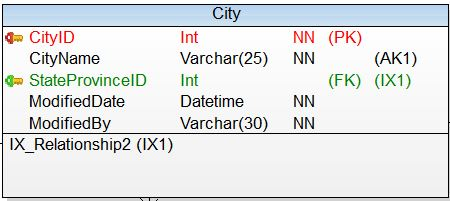 City
CityID Int NN (PK)
CityName Varchar(25) NN (AK1)
StateProvinceID Int (FK) (IX1)
ModifiedDate Datetime NN
ModifiedBy Varchar(30) NN
IX_Relationship2 (IX1)